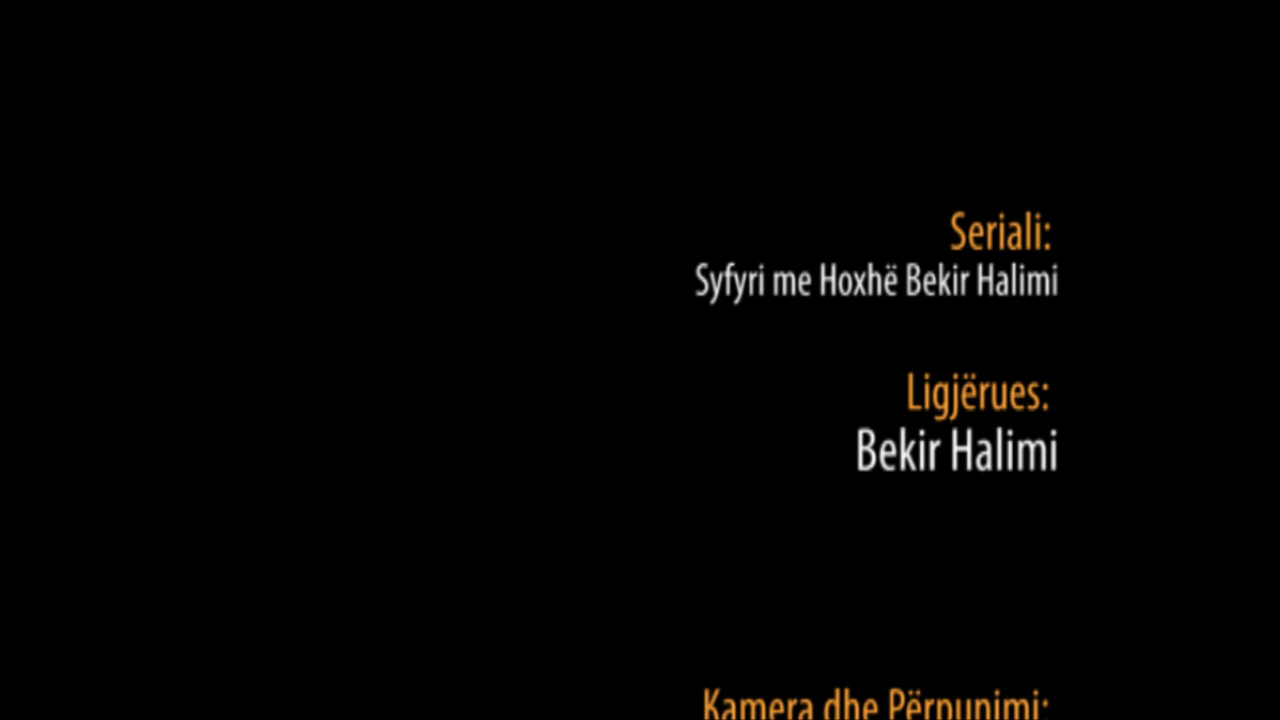 Seriali:
Syfyri me Hoxhë Bekir Halimi
Ligjërues:
Bekir Halimi
Kamera dhe Përpunimi: